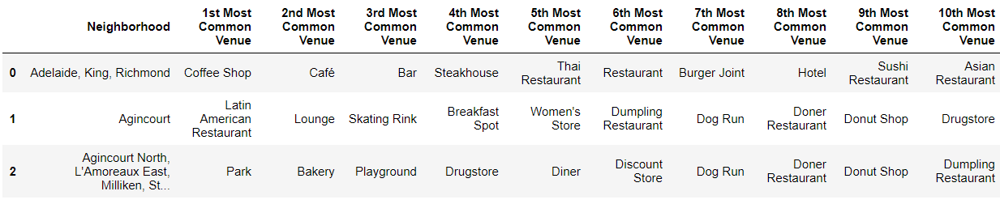 Neighborhood 1st Most Common Venue 2nd Most Common Venue 3rd Most Common Venue 4th Most Common Venue 5th Most Common Venue 6th Most Common Venue 7th Most Common Venue 8th Most Common Venue 9th Most Common Venue 10th Most Common Venue
0 Adelaide, King, Richmond Coffee Shop Café Bar Steakhouse Thai Restaurant Restaurant Burger Joint Hotel Sushi Restaurant Asian Restaurant
1 Agincourt Latin American Restaurant Lounge Skating Rink Breakfast Spot Women's Store Dumpling Restaurant Dog Run Doner Restaurant Donut Shop Drugstore
2 Agincourt North, L'Amoreaux East, Milliken, St... Park Bakery Playground Drugstore Diner Discount Store Dog Run Doner Restaurant Donut Shop Dumpling Restaurant